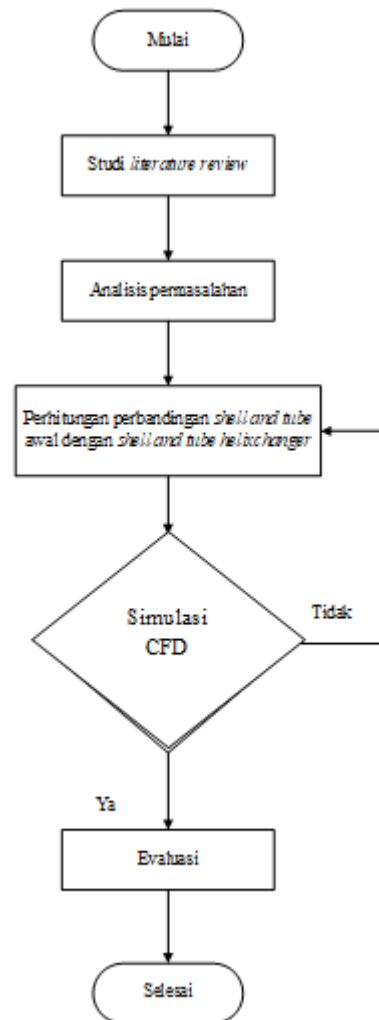 Mulai
Studi literature review
Analisis permasalahan
Perhitungan perbandingan shell and tube
awal dengan shell and tube helixchanger
Simulasi
CFD
Tidak
Ya
Evaluasi
Selesai